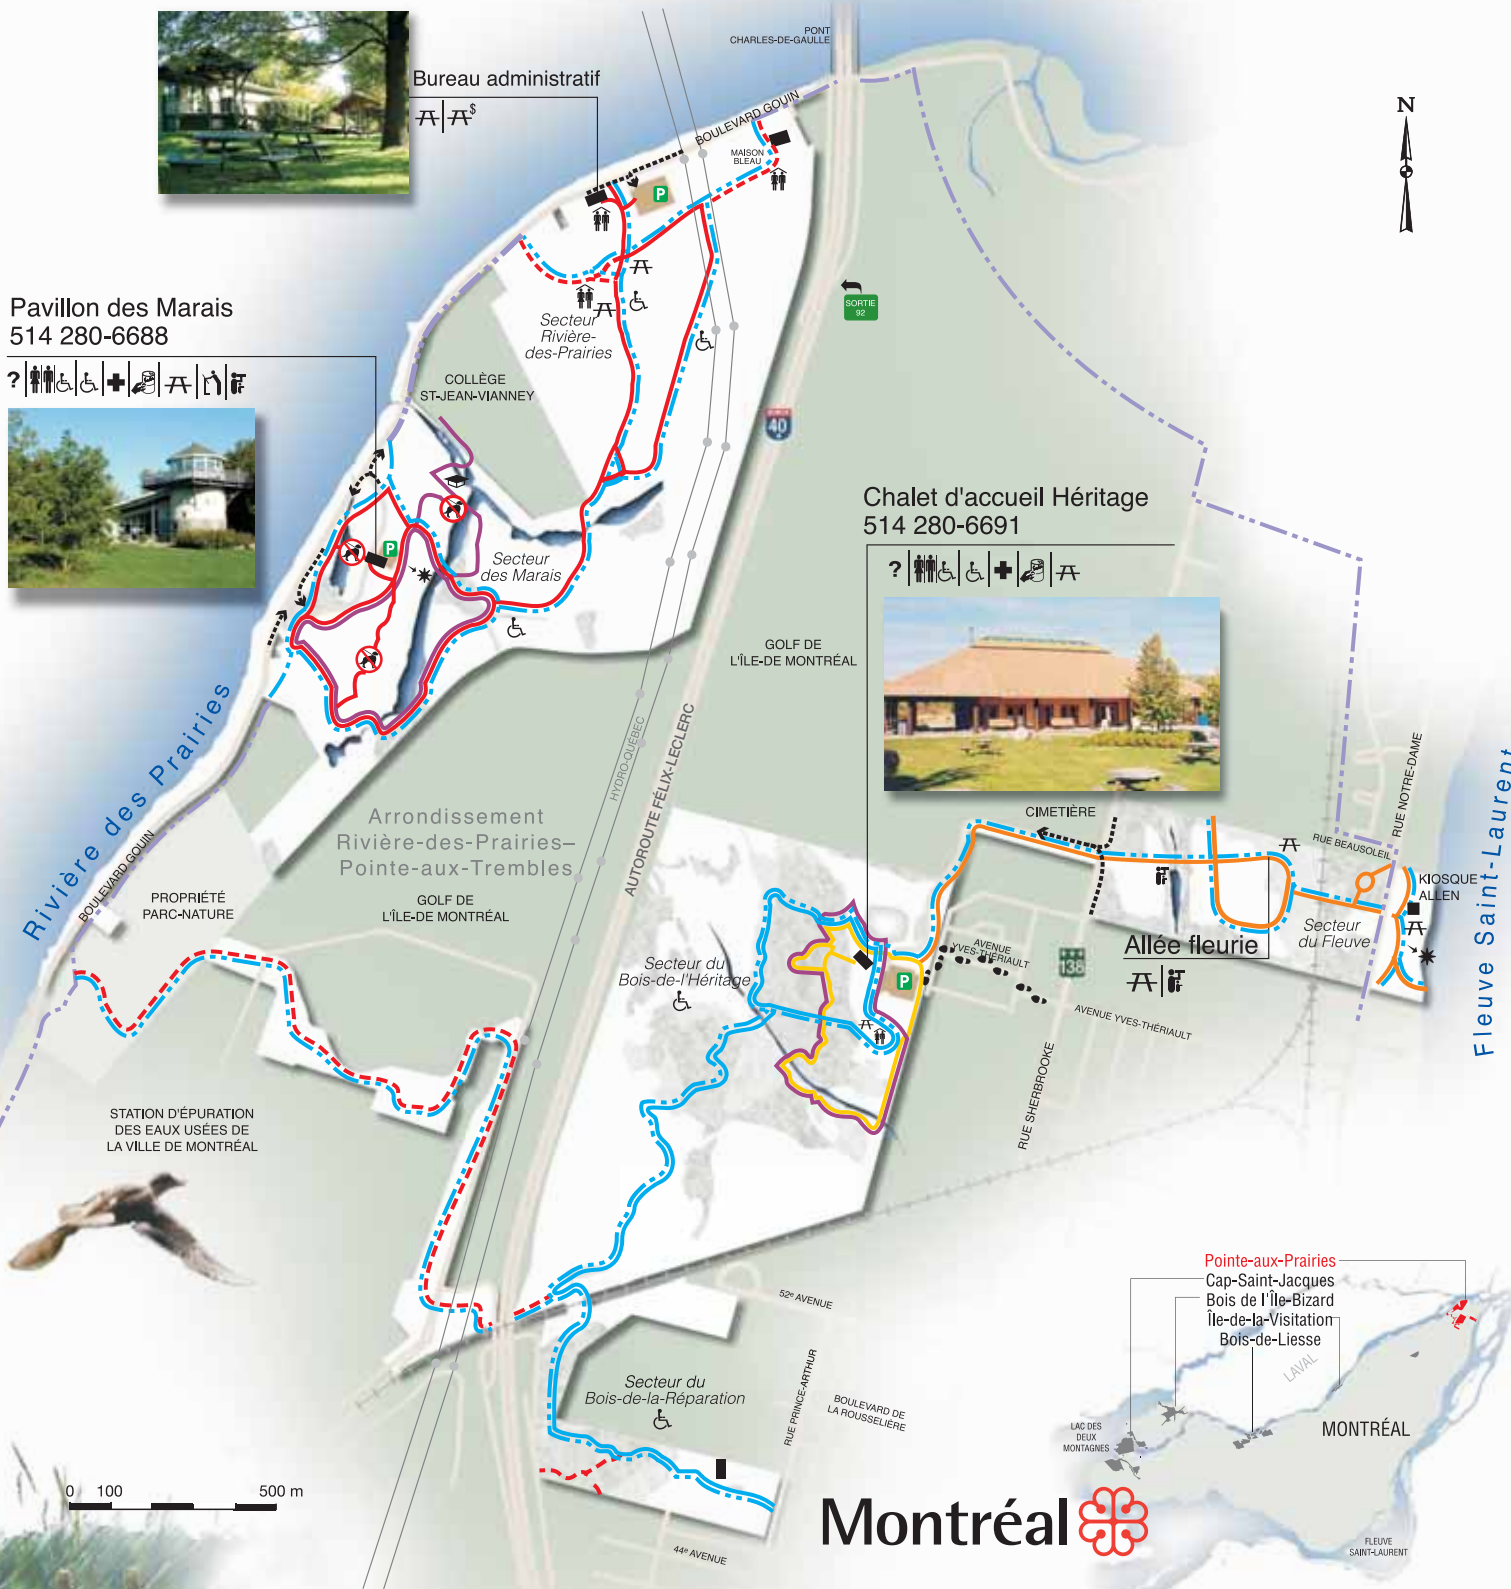 PONT
CHARLES-DE-GAULLE
Bureau administratif
$
BOULEVARD GOUIN
MAISON
BLEAU
P
N
Pavillon des Marais
514 280-6688
?
Secteur
Rivière-
des-Prairies
SORTIE
92
COLLÈGE
ST-JEAN-VIANNEY
40
Chalet d'accueil Héritage
514 280-6691
?
P
Secteur
des Marais
GOLF DE
L'ÎLE-DE MONTRÉAL
Rivière des Prairies
BOULEVARD GOUIN
HYDRO-QUÉBEC
AUTOROUTE FÉLIX-LECLERC
Arrondissement
Rivière-des-Prairies–
Pointe-aux-Trembles
GOLF DE
L'ÎLE-DE MONTRÉAL
PROPRIÉTÉ
PARC-NATURE
CIMETIÈRE
RUE NOTRE-DAME
RUE BEAUSOLEIL
KIOSQUE
ALLEN
Secteur
du Fleuve
Fleuve Saint-Laurent
Allée fleurie
AVENUE
YVES-THÉRIAULT
138
AVENUE YVES-THÉRIAULT
RUE SHERBROOKE
Secteur du
Bois-de-l'Héritage
P
STATION D'ÉPURATION
DES EAUX USÉES DE
LA VILLE DE MONTRÉAL
52e AVENUE
Secteur du
Bois-de-la-Réparation
RUE PRINCE-ARTHUR
BOULEVARD DE
LA ROUSSELIÈRE
44e AVENUE
0 100 500 m
Montréal
Pointe-aux-Prairies
Cap-Saint-Jacques
Bois de l'Île-Bizard
Île-de-la-Visitation
Bois-de-Liesse
LAVAL
LAC DES
DEUX
MONTAGNES
MONTRÉAL
FLEUVE
SAINT-LAURENT